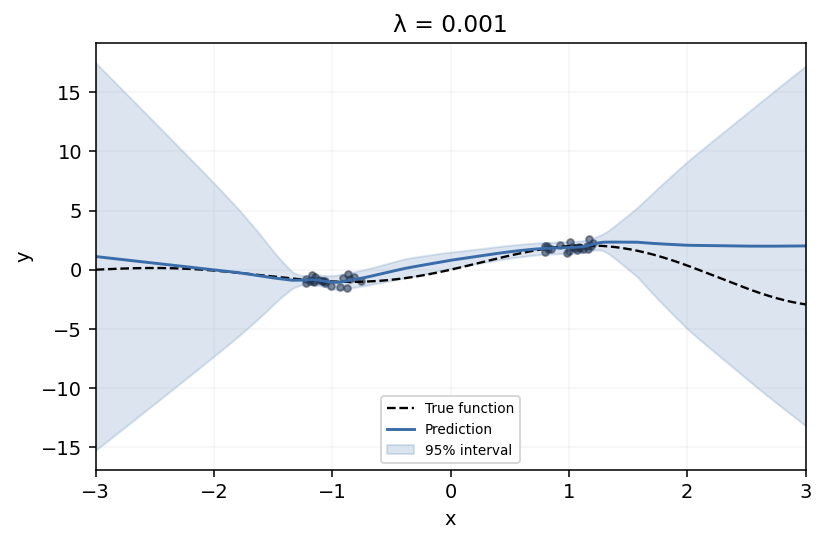 λ = 0.001
y
15
10
5
0
−5
−10
−15
True function
Prediction
95% interval
−3 −2 −1 0 1 2 3
x